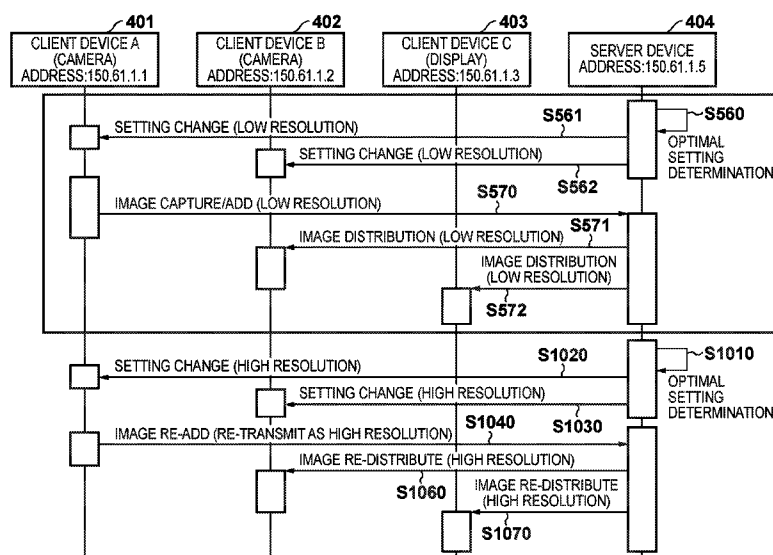 401
402
403
404
CLIENT DEVICE A
(CAMERA)
ADDRESS:150.61.1.1
CLIENT DEVICE B
(CAMERA)
ADDRESS:150.61.1.2
CLIENT DEVICE C
(DISPLAY)
ADDRESS:150.61.1.3
SERVER DEVICE
ADDRESS:150.61.1.5
S561
S560
SETTING CHANGE (LOW RESOLUTION)
OPTIMAL
SETTING
DETERMINATION
SETTING CHANGE (LOW RESOLUTION)
S562
IMAGE CAPTURE/ADD (LOW RESOLUTION)
S570
S571
IMAGE DISTRIBUTION (LOW RESOLUTION)
IMAGE DISTRIBUTION
(LOW RESOLUTION)
S572
S1020
S1010
SETTING CHANGE (HIGH RESOLUTION)
OPTIMAL
SETTING
DETERMINATION
SETTING CHANGE (HIGH RESOLUTION)
S1030
S1040
IMAGE RE-ADD (RE-TRANSMIT AS HIGH RESOLUTION)
IMAGE RE-DISTRIBUTE (HIGH RESOLUTION)
S1060
IMAGE RE-DISTRIBUTE
(HIGH RESOLUTION)
S1070